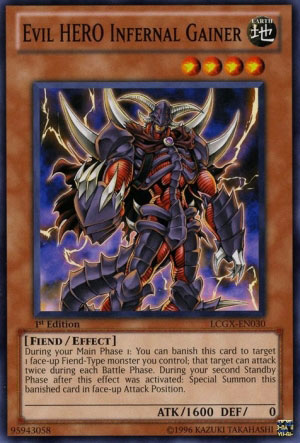 Evil HERO Infernal Gainer
EARTH
地
1st Edition
LCGX-EN030
[FIEND / EFFECT]
During your Main Phase 1: You can banish this card to target
1 face-up Fiend-Type monster you control; that target can attack
twice during each Battle Phase. During your second Standby
Phase after this effect was activated: Special Summon this
banished card in face-up Attack Position.
ATK/1600 DEF/ 0
95943058
©1996 KAZUKI TAKAHASHI